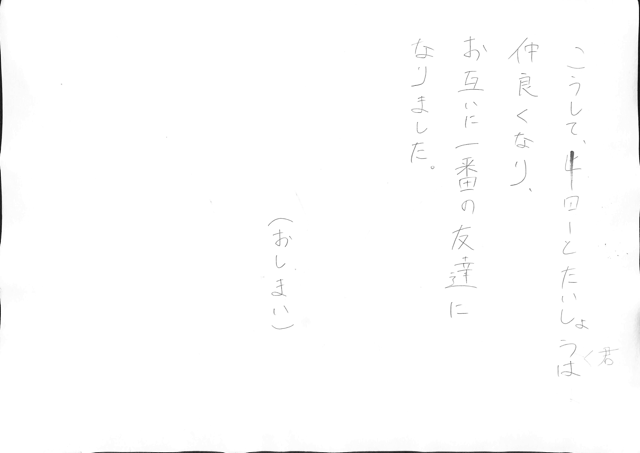 こうして、キローとたいしょうは
く君
仲良くなり、
お互いに一番の友達に
なりました。
(おしまい)